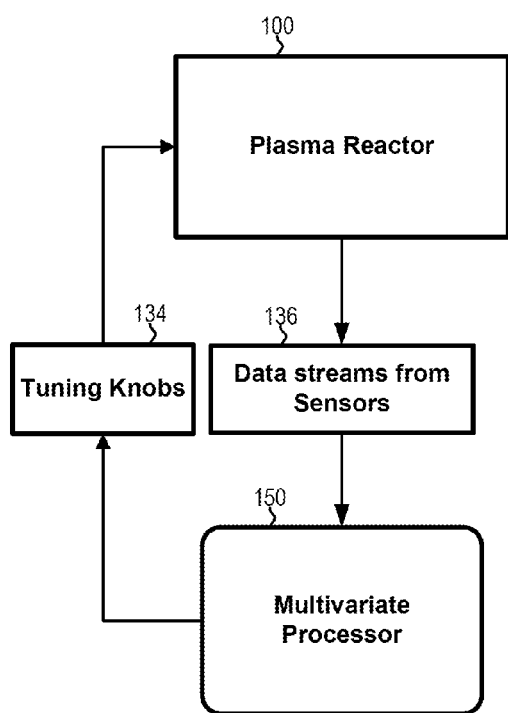 100
Plasma Reactor
134
Tuning Knobs
136
Data streams from
Sensors
150
Multivariate
Processor